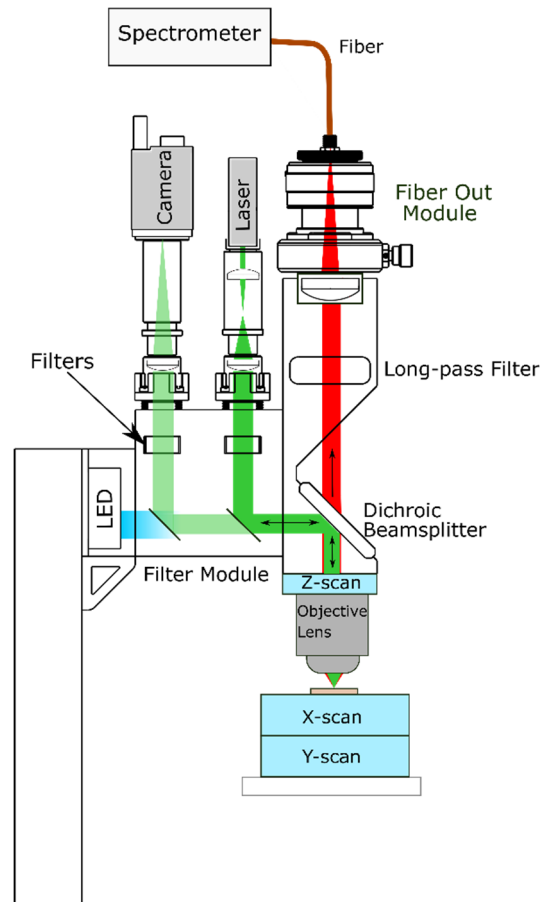 Spectrometer
Fiber
Camera
Laser
Fiber Out
Module
Filters
Long-pass Filter
LED
Dichroic
Beamsplitter
Filter Module
Z-scan
Objective
Lens
X-scan
Y-scan